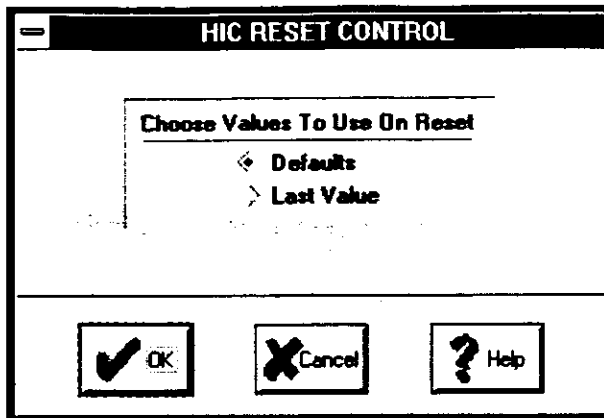 HIC RESET CONTROL
Choose Values To Use On Reset
Defaults
Last Value
OK
Cancel
Help